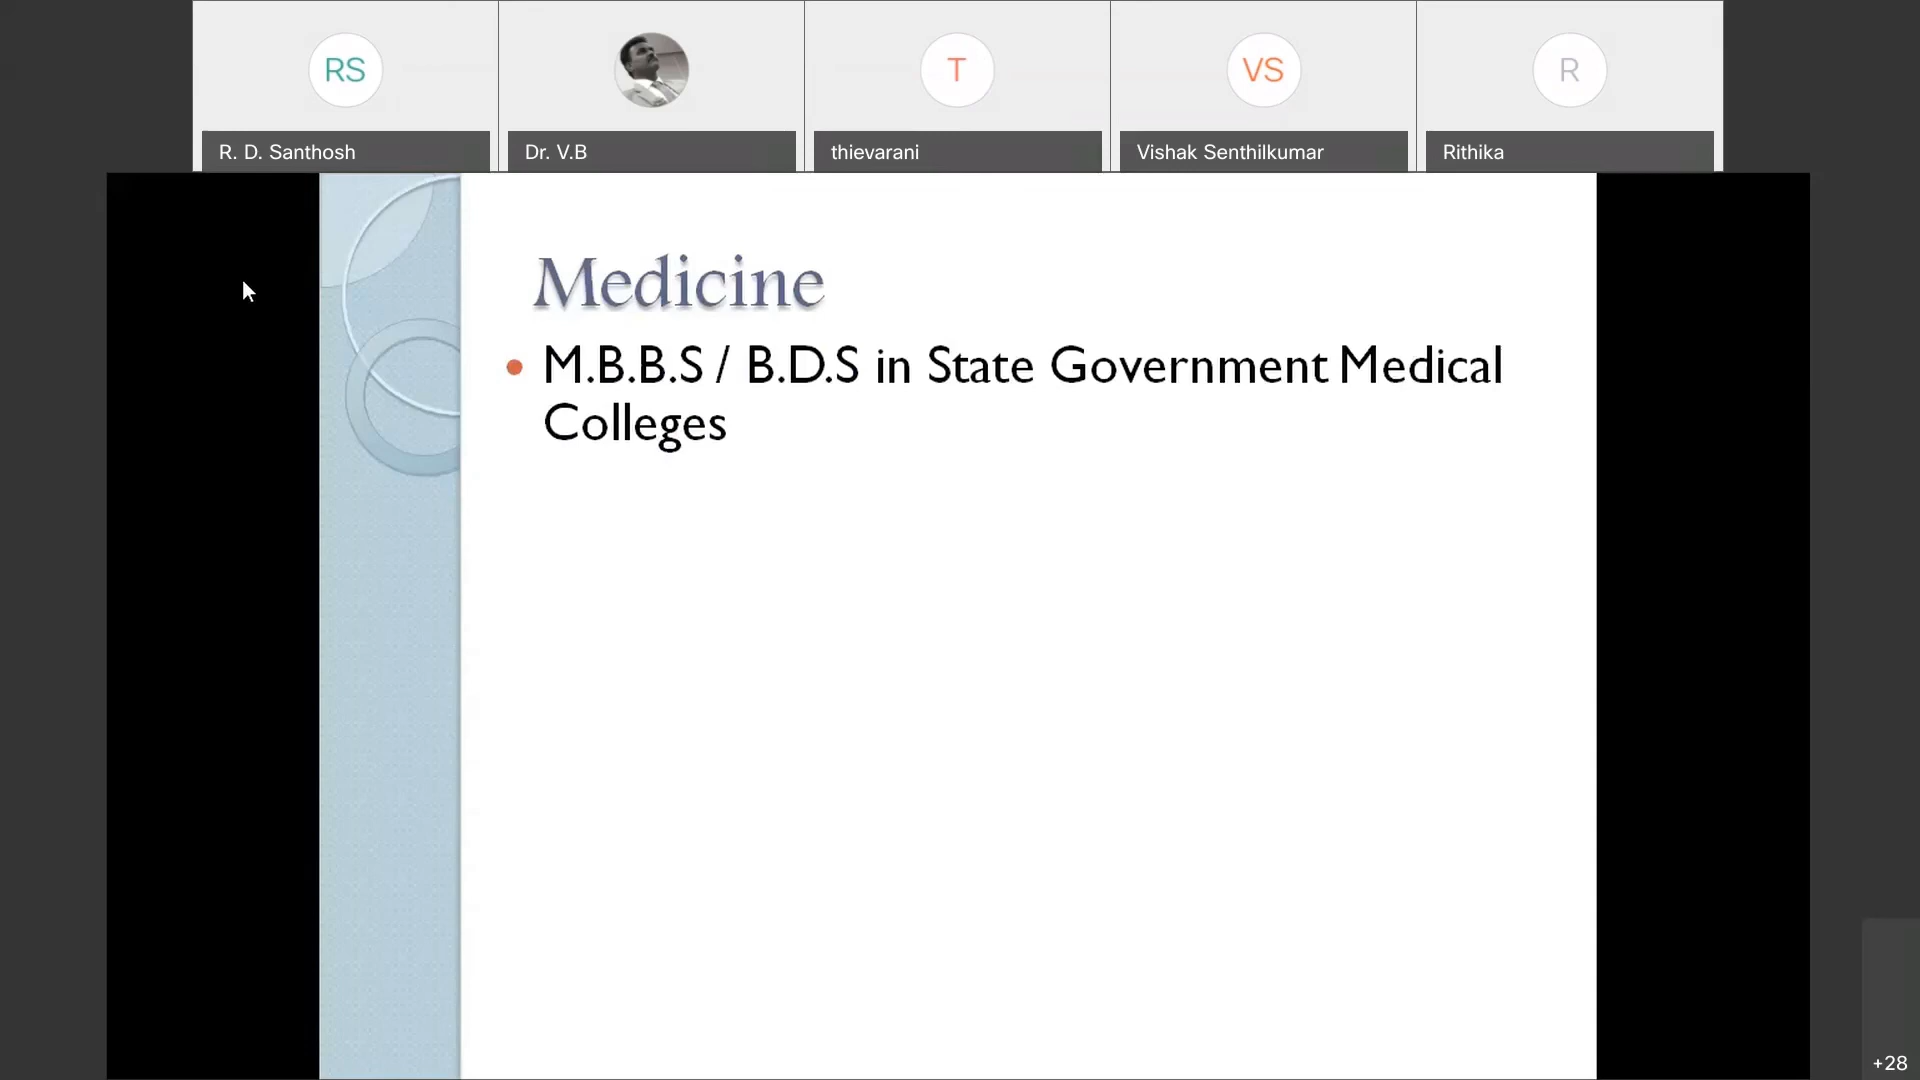 RS
T
VS
R
R. D. Santhosh
Dr. V.B
thievarani
Vishak Senthilkumar
Rithika
Medicine
• M.B.B.S / B.D.S in State Government Medical
Colleges
+28